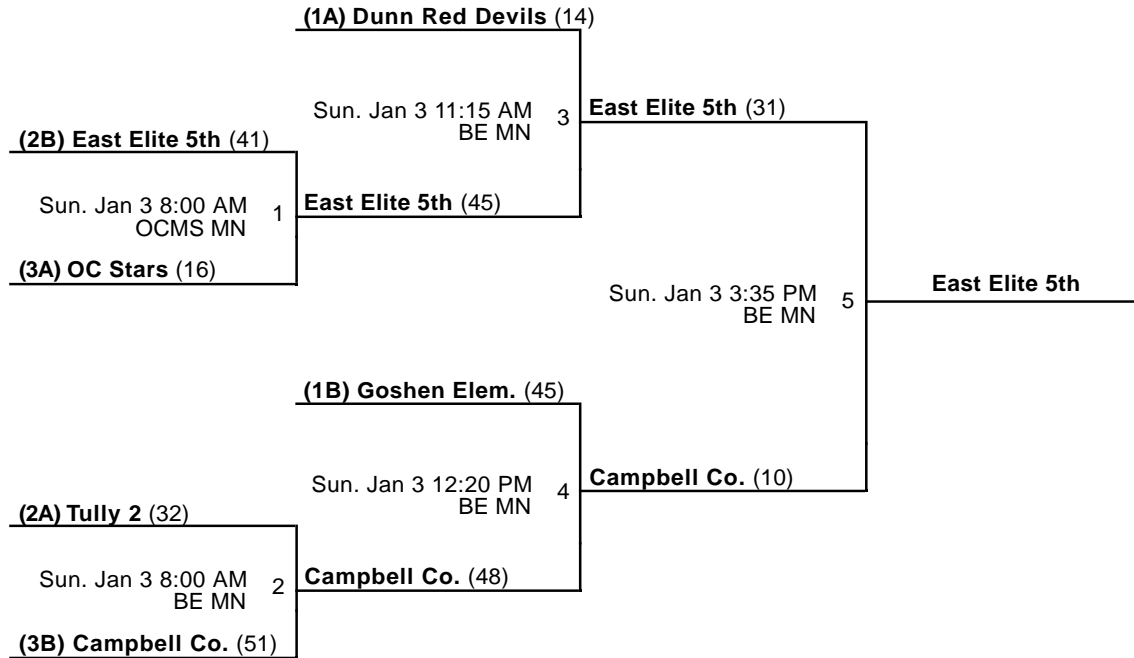 (1A) Dunn Red Devils (14)
Sun. Jan 3 11:15 AM
BE MN
3
East Elite 5th (31)
(2B) East Elite 5th (41)
Sun. Jan 3 8:00 AM
OCMS MN
1
East Elite 5th (45)
(3A) OC Stars (16)
Sun. Jan 3 3:35 PM
BE MN
5
East Elite 5th
(1B) Goshen Elem. (45)
Sun. Jan 3 12:20 PM
BE MN
4
Campbell Co. (10)
(2A) Tully 2 (32)
Sun. Jan 3 8:00 AM
BE MN
2
Campbell Co. (48)
(3B) Campbell Co. (51)